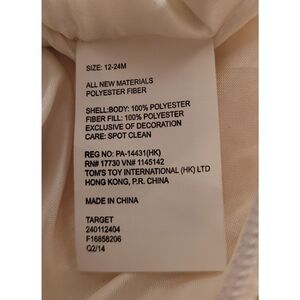 SIZE: 12-24M
ALL NEW MATERIALS
POLYESTER FIBER
SHELL:BODY: 100% POLYESTER
FIBER FILL: 100% POLYESTER
EXCLUSIVE OF DECORATION
CARE: SPOT CLEAN
REG NO: PA-14431(HK)
RN# 17730 VN# 1145142
TOM'S TOY INTERNATIONAL (HK) LTD
HONG KONG, P.R. CHINA
MADE IN CHINA
TARGET
240112404
F16858206
Q2/14